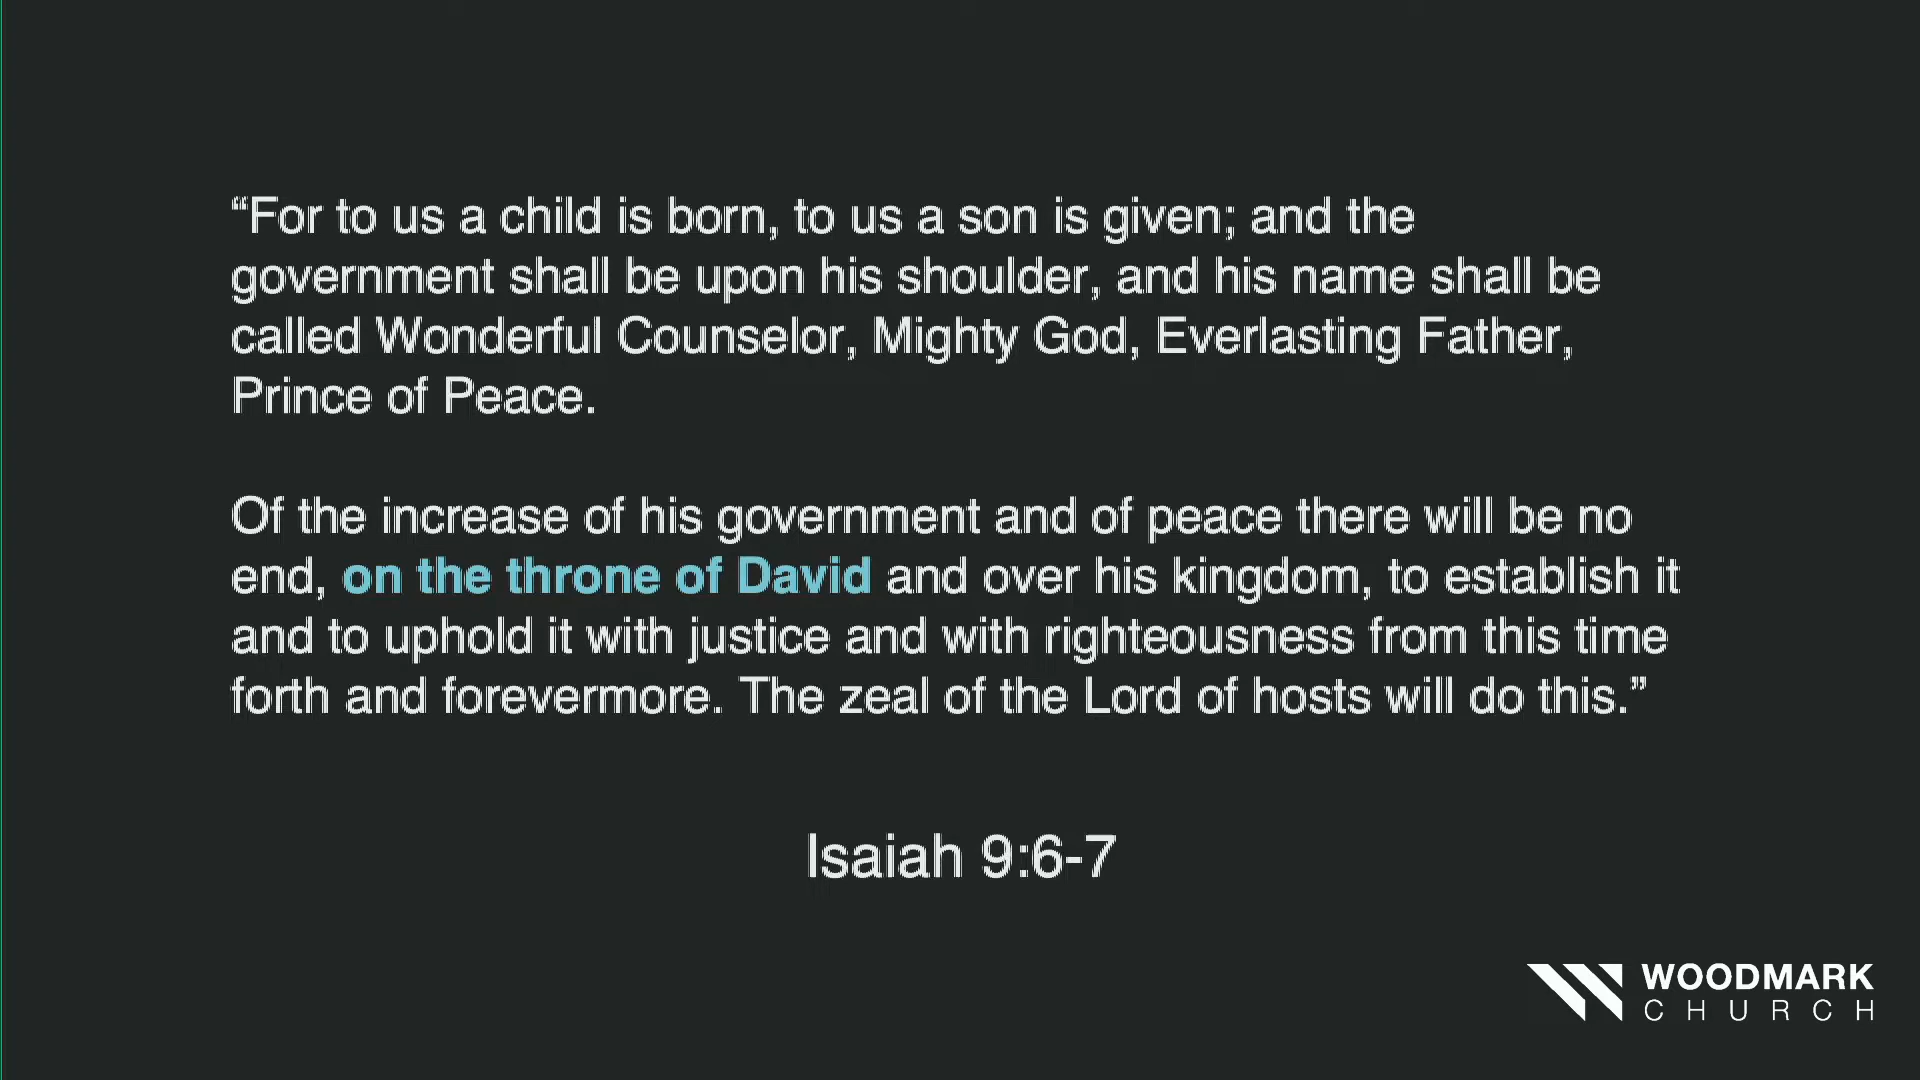 “For to us a child is born, to us a son is given; and the
government shall be upon his shoulder, and his name shall be
called Wonderful Counselor, Mighty God, Everlasting Father,
Prince of Peace.
Of the increase of his government and of peace there will be no
end, on the throne of David and over his kingdom, to establish it
and to uphold it with justice and with righteousness from this time
forth and forevermore. The zeal of the Lord of hosts will do this.”
Isaiah 9:6-7
WOODMARK
CHURCH